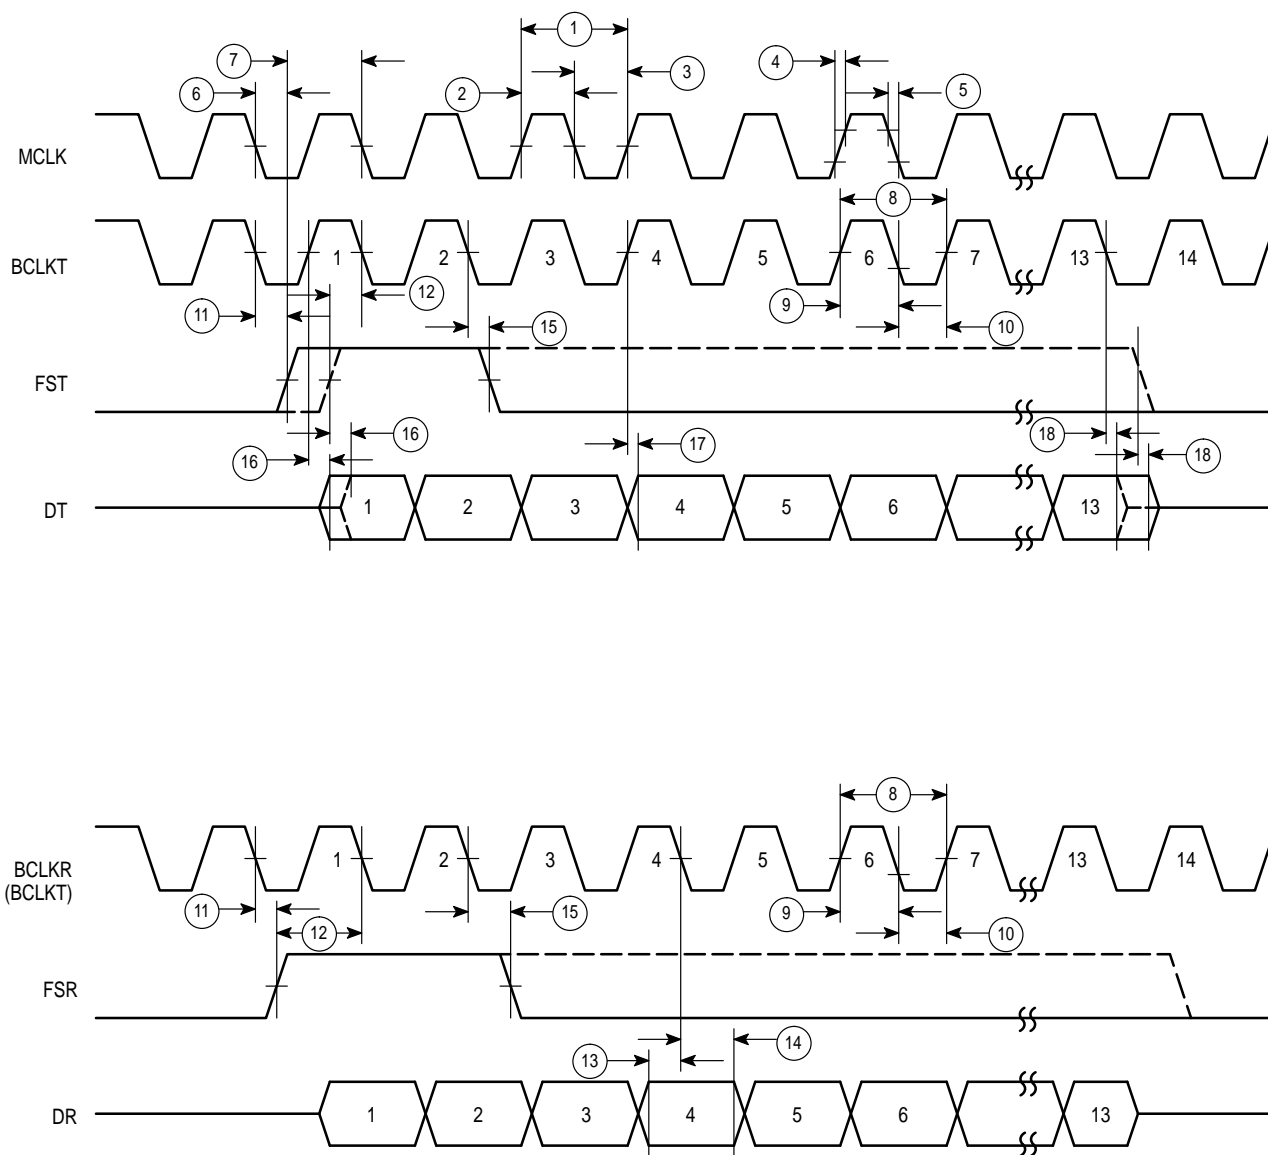 1
7
4
3
6
2
5
MCLK
8
BCLKT 1 2 3 4 5 6 7 13 14
12
11 15 9 10
FST
16 17 18
16 18
DT 1 2 3 4 5 6 13
8
BCLKR 1 2 3 4 5 6 7 13 14
(BCLKT)
11 15 9
12 10
FSR
14
13
DR 1 2 3 4 5 6 13